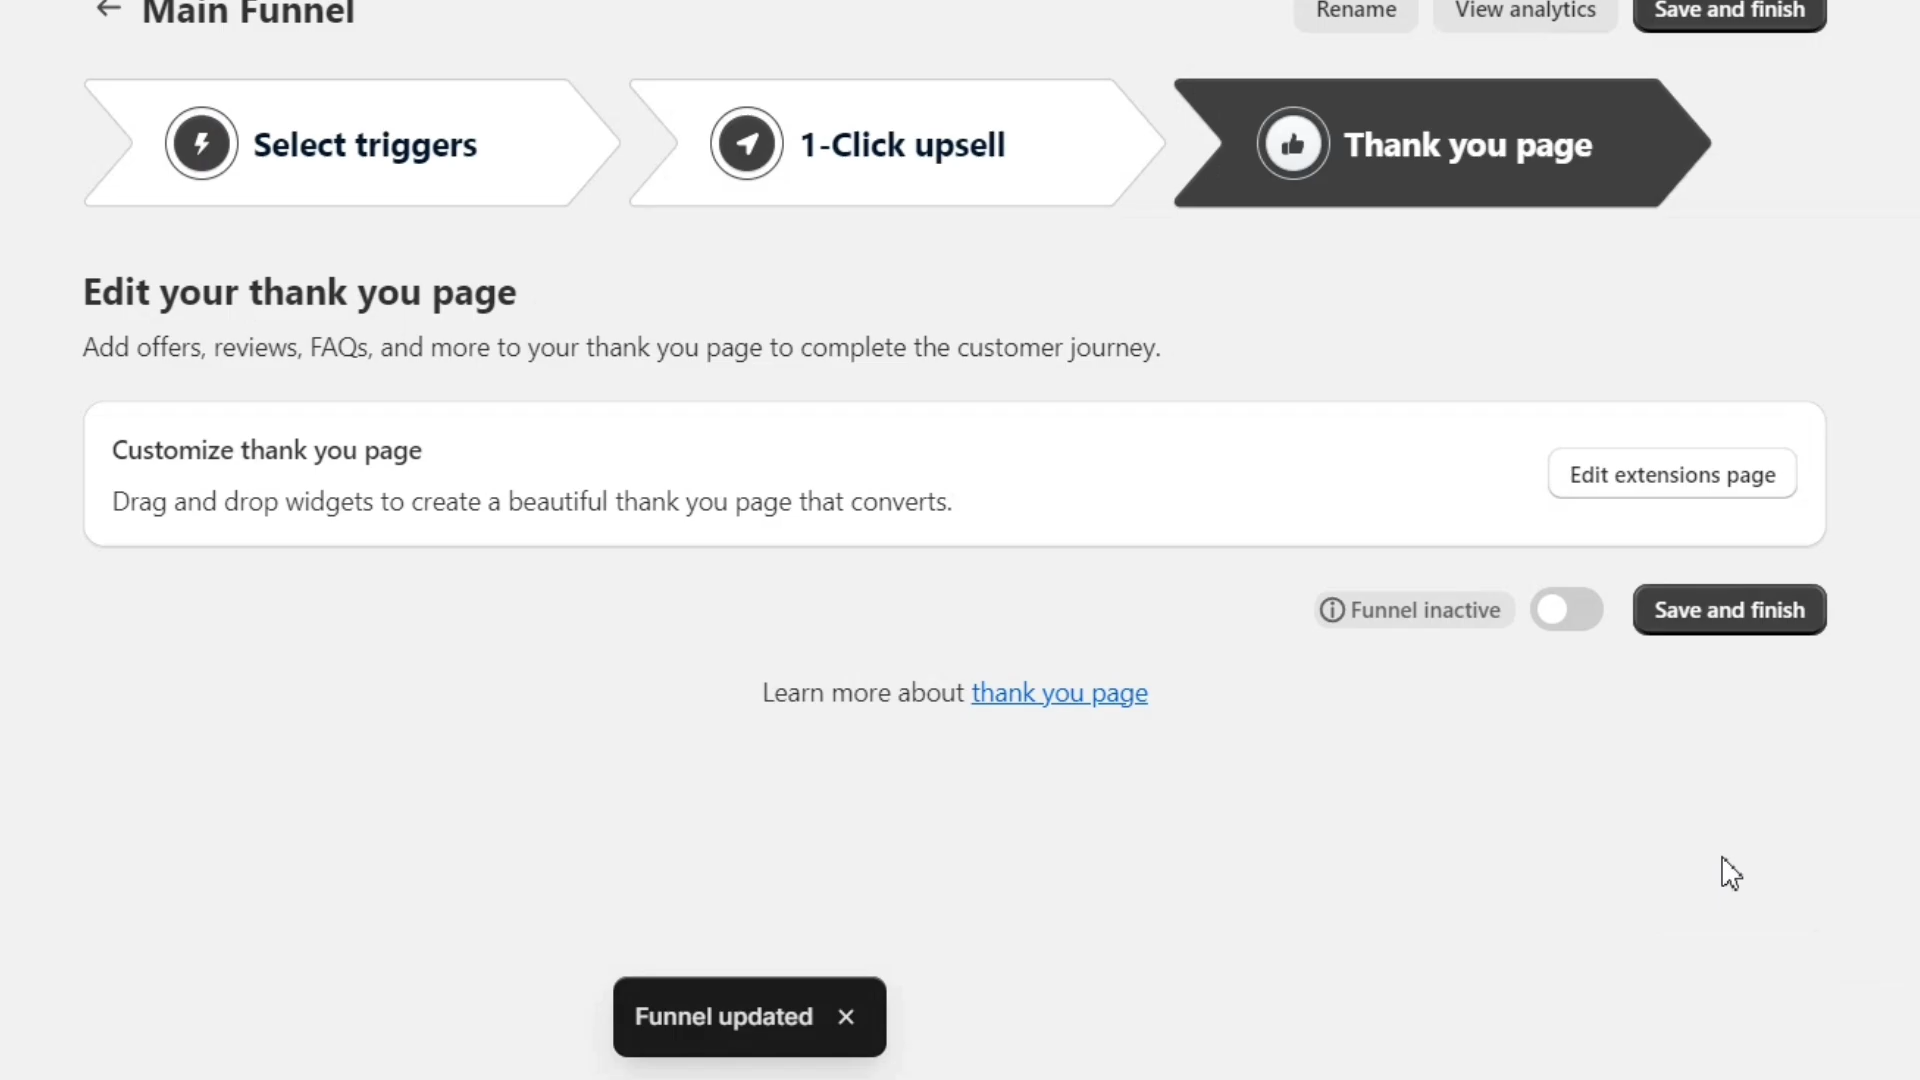 Main Funnel
Rename
View analytics
Save and finish
Select triggers
1-Click upsell
Thank you page
Edit your thank you page
Add offers, reviews, FAQs, and more to your thank you page to complete the customer journey.
Customize thank you page
Drag and drop widgets to create a beautiful thank you page that converts.
Edit extensions page
Funnel inactive
Save and finish
Learn more about thank you page
Funnel updated